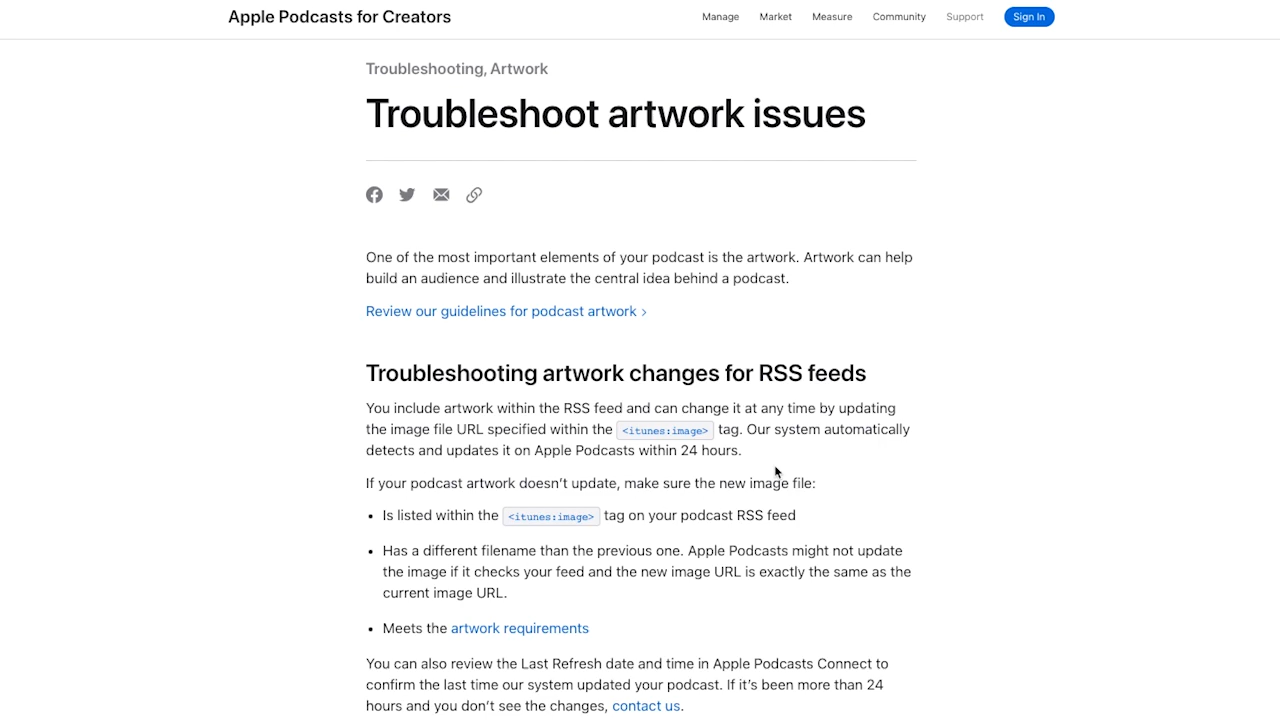 Apple Podcasts for Creators
Manage Market Measure Community Support Sign In
Troubleshooting, Artwork
Troubleshoot artwork issues
One of the most important elements of your podcast is the artwork. Artwork can help
build an audience and illustrate the central idea behind a podcast.
Review our guidelines for podcast artwork ›
Troubleshooting artwork changes for RSS feeds
You include artwork within the RSS feed and can change it at any time by updating
the image file URL specified within the <itunes:image> tag. Our system automatically
detects and updates it on Apple Podcasts within 24 hours.
If your podcast artwork doesn’t update, make sure the new image file:
• Is listed within the <itunes:image> tag on your podcast RSS feed
• Has a different filename than the previous one. Apple Podcasts might not update
the image if it checks your feed and the new image URL is exactly the same as the
current image URL.
• Meets the artwork requirements
You can also review the Last Refresh date and time in Apple Podcasts Connect to
confirm the last time our system updated your podcast. If it’s been more than 24
hours and you don’t see the changes, contact us.